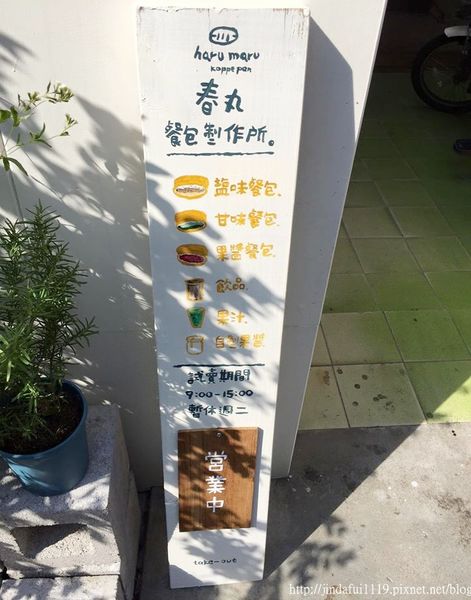 haru maru
koppe pan
春丸
餐包製作所。
鹽味餐包.
甘味餐包.
果醬餐包.
飲品.
果汁.
自製果醬.
試賣期間
9:00-15:00
暫休週二
營業中
take-out
http://jindafui1119.pixnet.net/blog